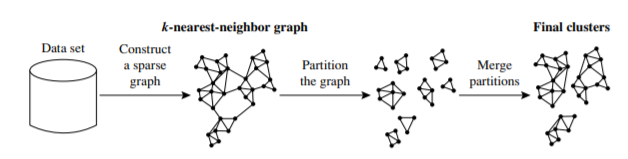 k-nearest-neighbor graph
Final clusters
Data set
Construct
a sparse
graph
Partition
the graph
Merge
partitions